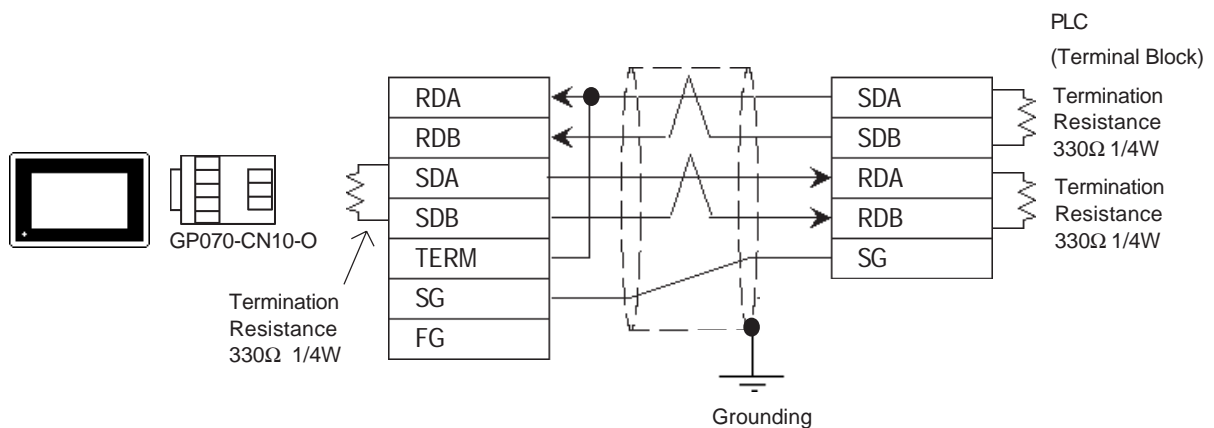 PLC
(Terminal Block)
RDA
RDB
SDA
SDB
TERM
SG
FG
SDA
SDB
RDA
RDB
SG
Termination
Resistance
330Ω 1/4W
Termination
Resistance
330Ω 1/4W
GP070-CN10-O
Termination
Resistance
330Ω 1/4W
Grounding